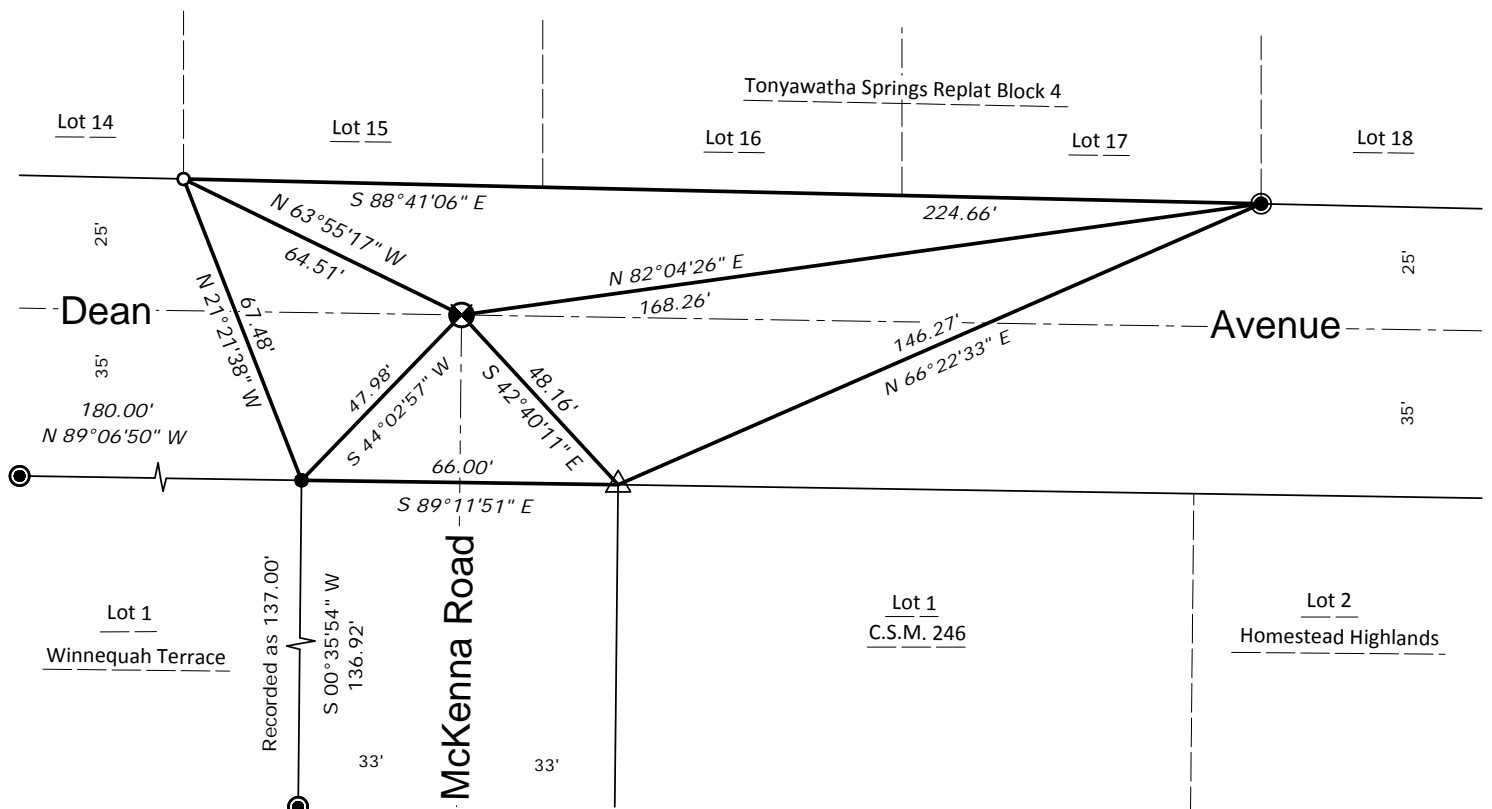 Tonyawatha Springs Replat Block 4
Lot 14
Lot 15
Lot 16
Lot 17
Lot 18
S 88°41'06" E
224.66'
N 63°55'17" W
64.51'
25'
25'
N 82°04'26" E
168.26'
Dean
Avenue
67.48'
N 21°21'38" W
146.27'
N 66°22'33" E
35'
35'
47.98'
S 44°02'57" W
48.16'
S 42°40'11" E
180.00'
N 89°06'50" W
66.00'
S 89°11'51" E
McKenna Road
Recorded as 137.00'
S 00°35'54" W
136.92'
Lot 1
Winnequah Terrace
Lot 1
C.S.M. 246
Lot 2
Homestead Highlands
33'
33'